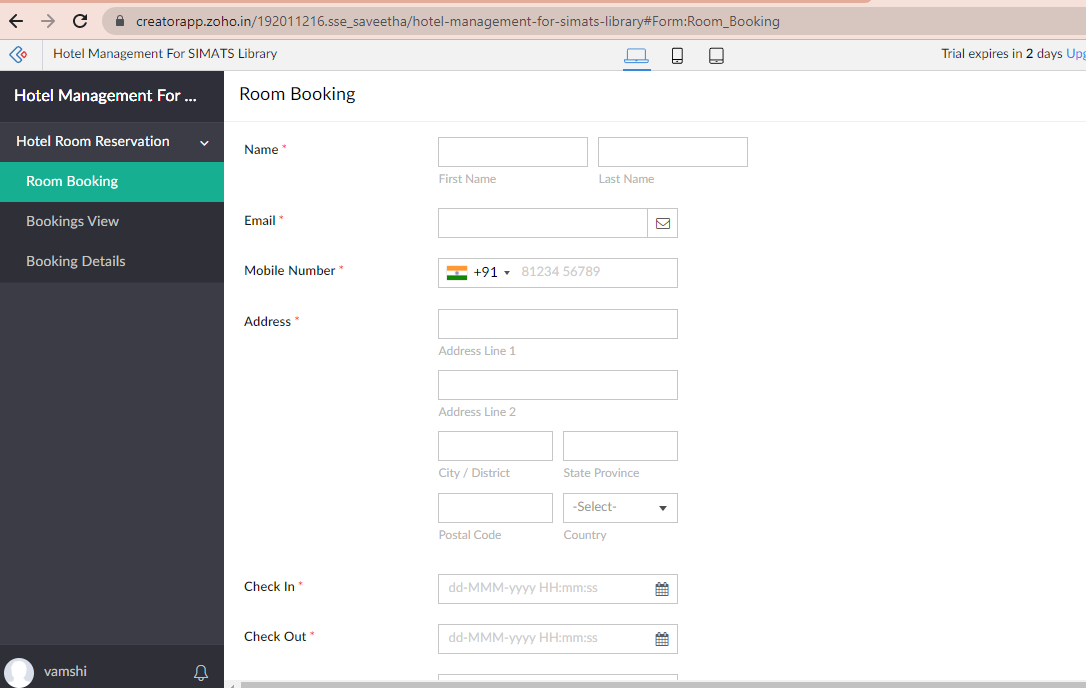 creatorapp.zoho.in/192011216.sse_saveetha/hotel-management-for-simats-library#Form:Room_Booking
Hotel Management For SIMATS Library
Trial expires in 2 days Upg
Hotel Management For ...
Hotel Room Reservation
Room Booking
Bookings View
Booking Details
vamshi
Room Booking
Name *
First Name Last Name
Email *
Mobile Number * +91 81234 56789
Address *
Address Line 1
Address Line 2
City / District State Province
-Select-
Postal Code Country
Check In * dd-MMM-yyyy HH:mm:ss
Check Out * dd-MMM-yyyy HH:mm:ss